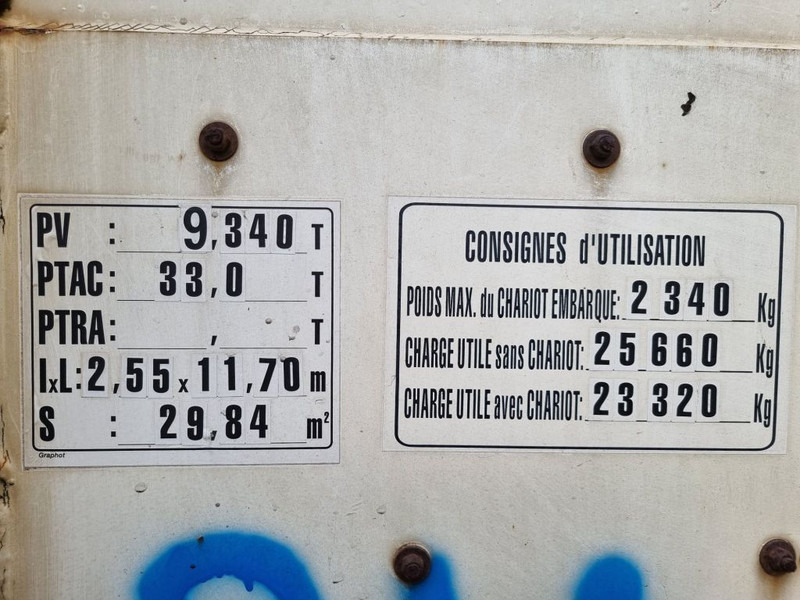 PV : 9,340 T
PTAC : 33,0 T
PTRA : , T
IxL : 2,55 x 11,70 m
S : 29,84 m²
Graphot
CONSIGNES d'UTILISATION
POIDS MAX. du CHARIOT EMBARQUE: 2 340 Kg
CHARGE UTILE sans CHARIOT: 25 660 Kg
CHARGE UTILE avec CHARIOT: 23 320 Kg